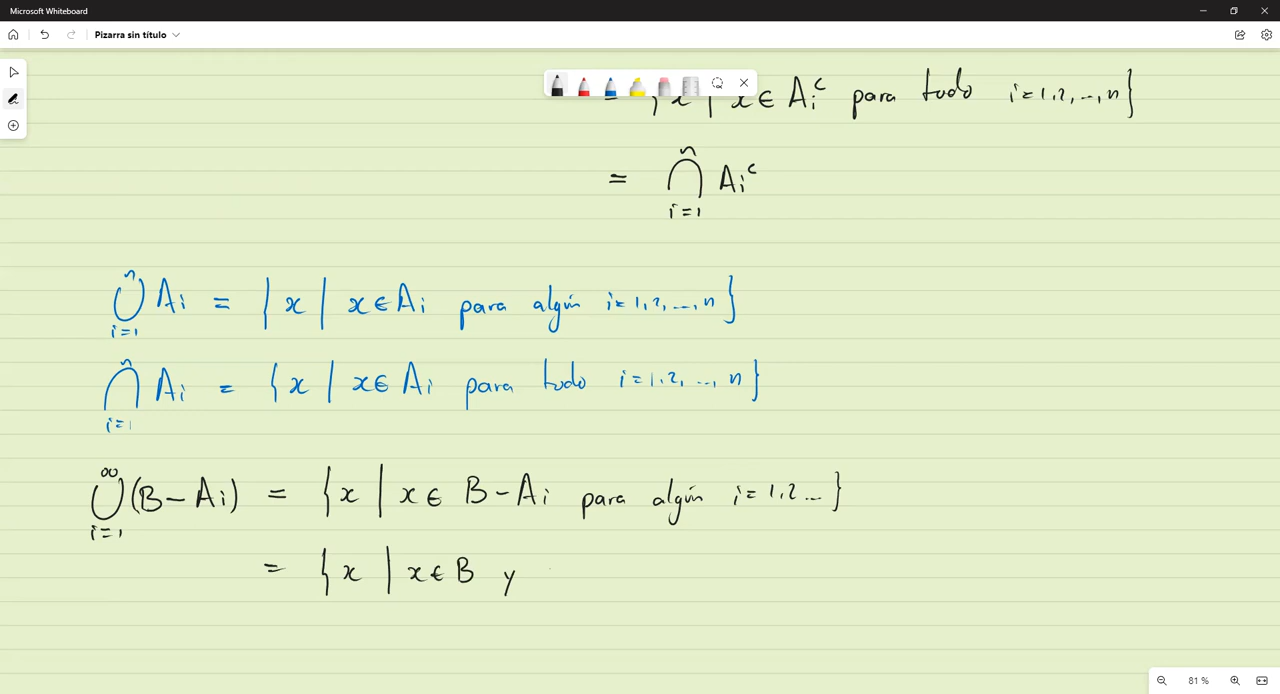 Microsoft Whiteboard
Pizarra sin título
= { x | x ∈ Aᵢᶜ para todo i=1,2,...,n}
= ⋂ᵢ₌₁ⁿ Aᵢᶜ
⋃ᵢ₌₁ⁿ Aᵢ = { x | x ∈ Aᵢ para algún i=1,2,...,n }
⋂ᵢ₌₁ⁿ Aᵢ = { x | x ∈ Aᵢ para todo i=1,2,...,n }
⋃ᵢ₌₁^∞ (B-Aᵢ) = { x | x ∈ B-Aᵢ para algún i=1,2... }
= { x | x ∈ B y
81 %